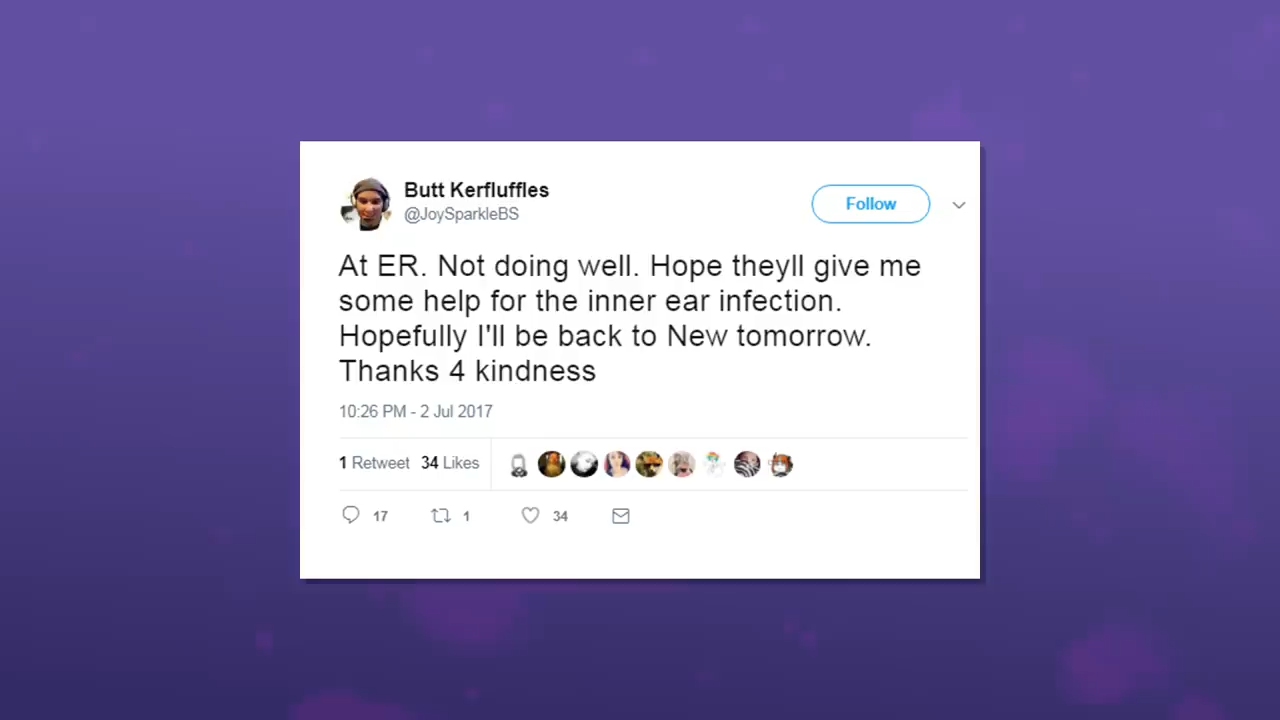 Butt Kerfluffles
@JoySparkleBS
Follow
At ER. Not doing well. Hope theyll give me
some help for the inner ear infection.
Hopefully I'll be back to New tomorrow.
Thanks 4 kindness
10:26 PM - 2 Jul 2017
1 Retweet 34 Likes
17 1 34